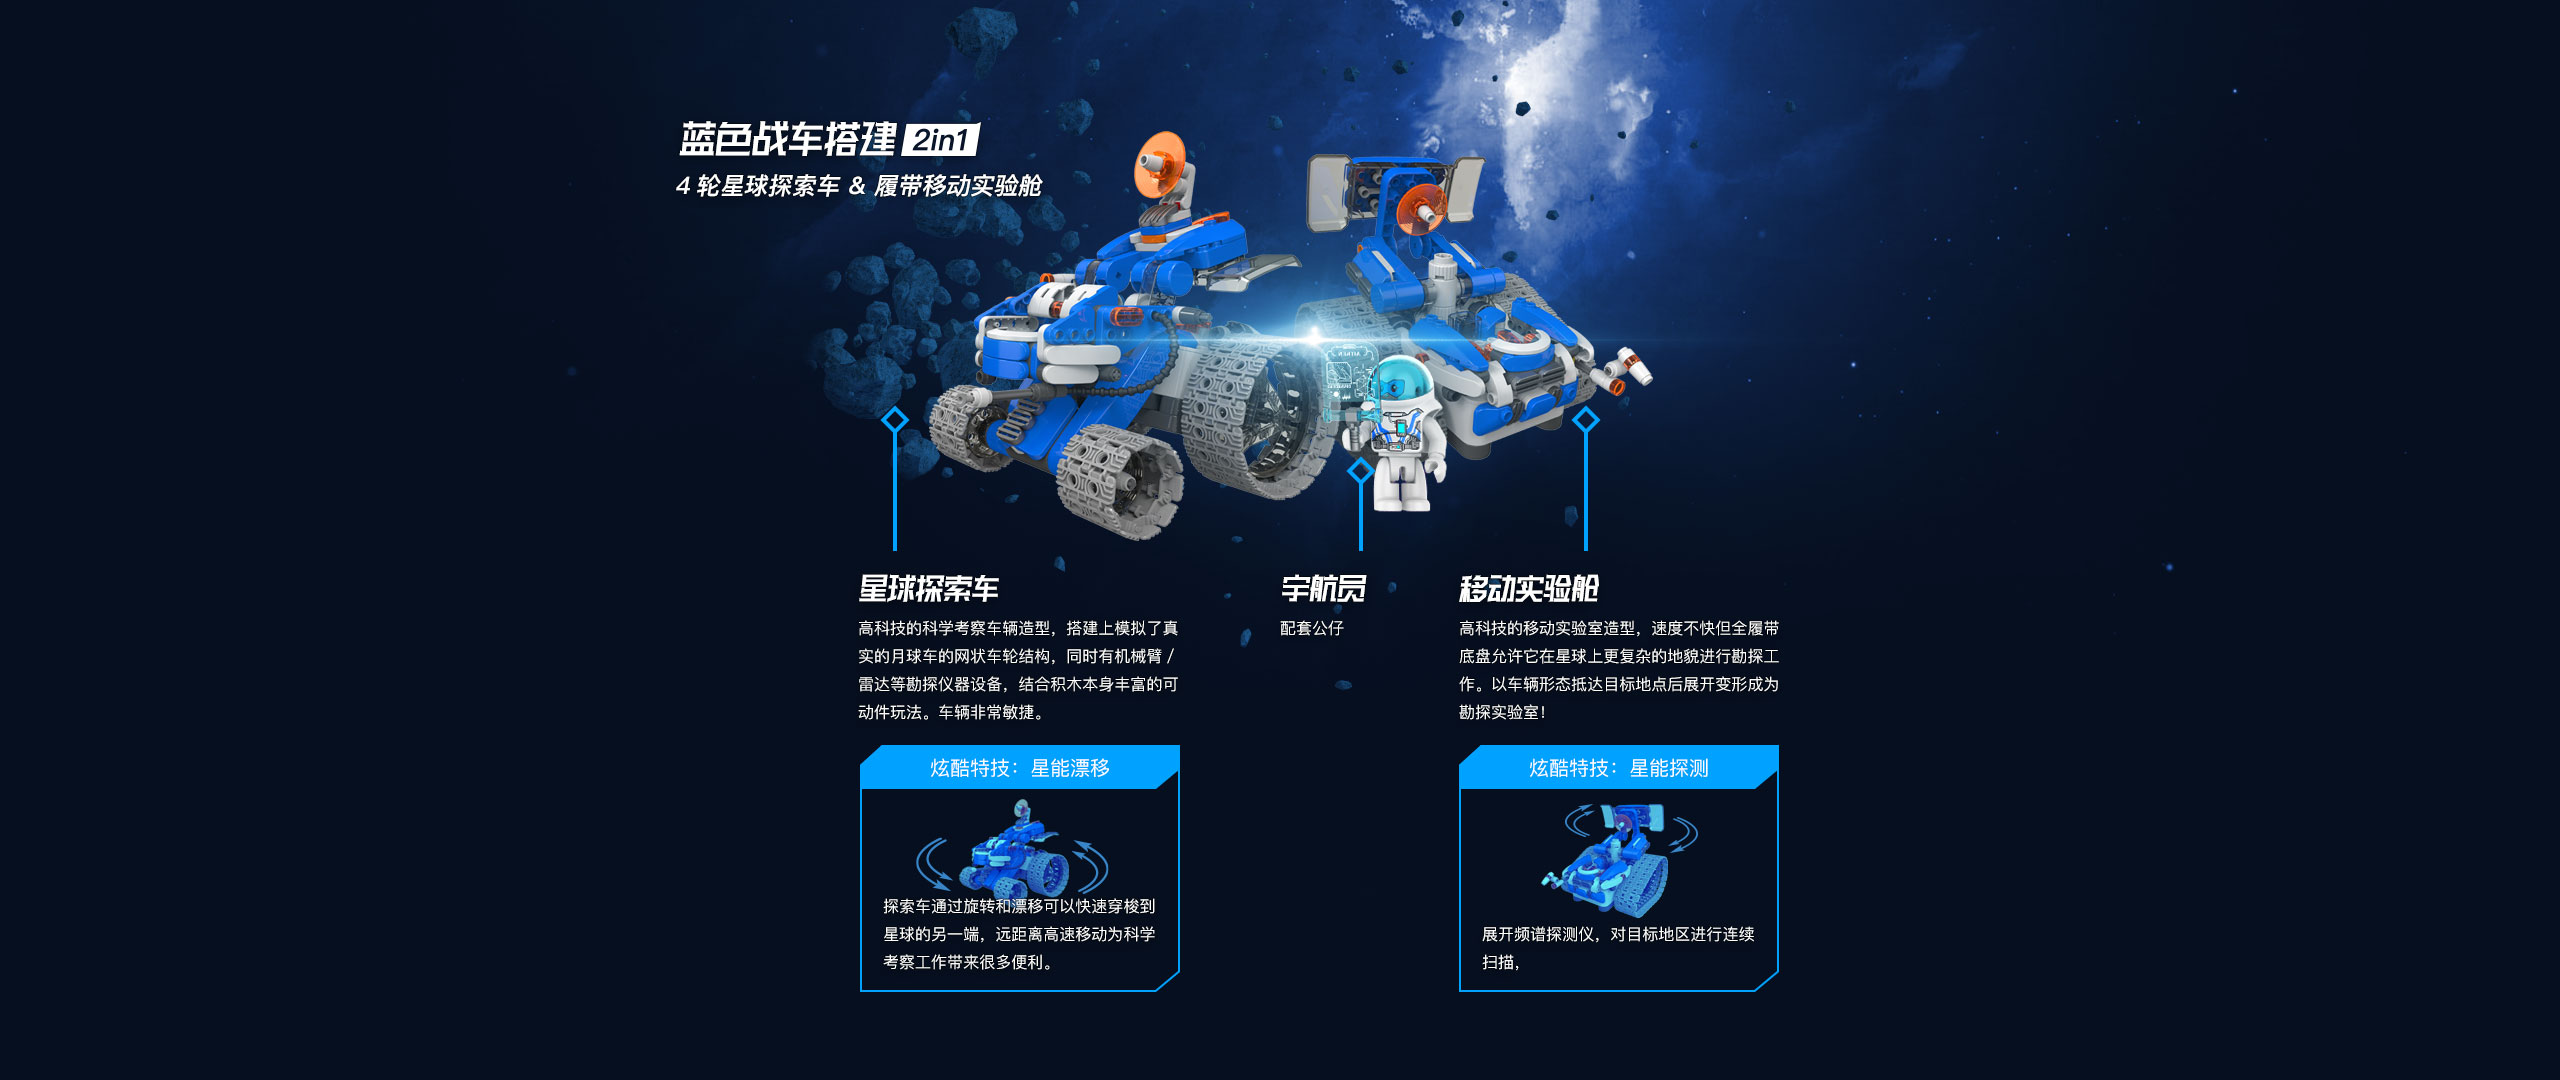 蓝色战车搭建 2in1
4 轮星球探索车 & 履带移动实验舱
星球探索车
高科技的科学考察车辆造型，搭建上模拟了真
实的月球车的网状车轮结构，同时有机械臂 /
雷达等勘探仪器设备，结合积木本身丰富的可
动件玩法。车辆非常敏捷。
宇航员
配套公仔
移动实验舱
高科技的移动实验室造型，速度不快但全履带
底盘允许它在星球上更复杂的地貌进行勘探工
作。以车辆形态抵达目标地点后展开变形成为
勘探实验室！
炫酷特技：星能漂移
探索车通过旋转和漂移可以快速穿梭到
星球的另一端，远距离高速移动为科学
考察工作带来很多便利。
炫酷特技：星能探测
展开频谱探测仪，对目标地区进行连续
扫描，